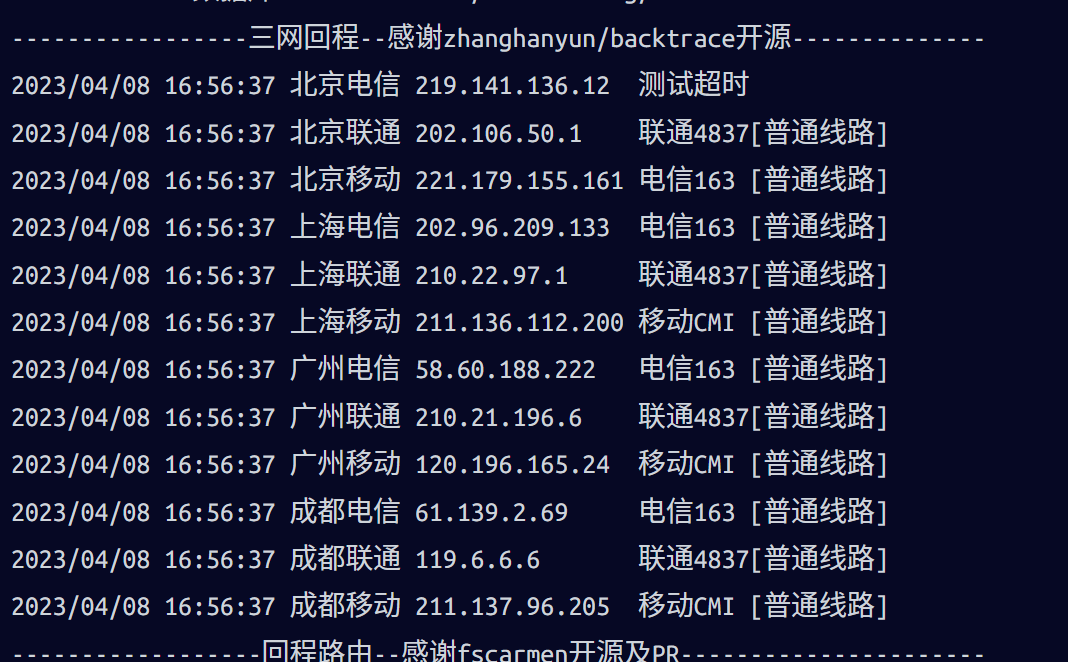 -----------------三网回程--感谢zhanghanyun/backtrace开源--------------
2023/04/08 16:56:37 北京电信 219.141.136.12  测试超时
2023/04/08 16:56:37 北京联通 202.106.50.1    联通4837[普通线路]
2023/04/08 16:56:37 北京移动 221.179.155.161 电信163 [普通线路]
2023/04/08 16:56:37 上海电信 202.96.209.133  电信163 [普通线路]
2023/04/08 16:56:37 上海联通 210.22.97.1     联通4837[普通线路]
2023/04/08 16:56:37 上海移动 211.136.112.200 移动CMI [普通线路]
2023/04/08 16:56:37 广州电信 58.60.188.222   电信163 [普通线路]
2023/04/08 16:56:37 广州联通 210.21.196.6    联通4837[普通线路]
2023/04/08 16:56:37 广州移动 120.196.165.24  移动CMI [普通线路]
2023/04/08 16:56:37 成都电信 61.139.2.69     电信163 [普通线路]
2023/04/08 16:56:37 成都联通 119.6.6.6       联通4837[普通线路]
2023/04/08 16:56:37 成都移动 211.137.96.205  移动CMI [普通线路]
------------------回程路由--感谢fscarmen开源及PR----------------------